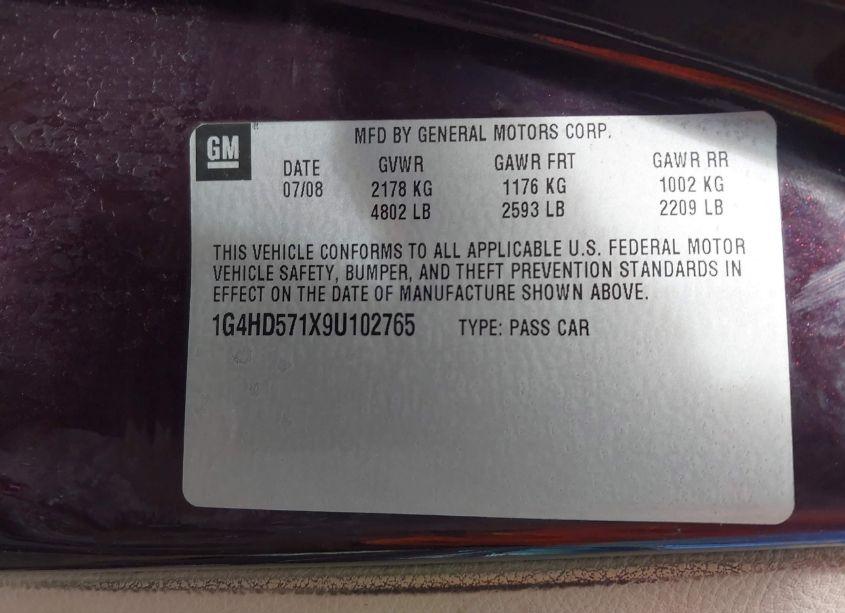 GM
MFD BY GENERAL MOTORS CORP.
DATE GVWR GAWR FRT GAWR RR
07/08 2178 KG 1176 KG 1002 KG
4802 LB 2593 LB 2209 LB
THIS VEHICLE CONFORMS TO ALL APPLICABLE U.S. FEDERAL MOTOR
VEHICLE SAFETY, BUMPER, AND THEFT PREVENTION STANDARDS IN
EFFECT ON THE DATE OF MANUFACTURE SHOWN ABOVE.
1G4HD571X9U102765 TYPE: PASS CAR